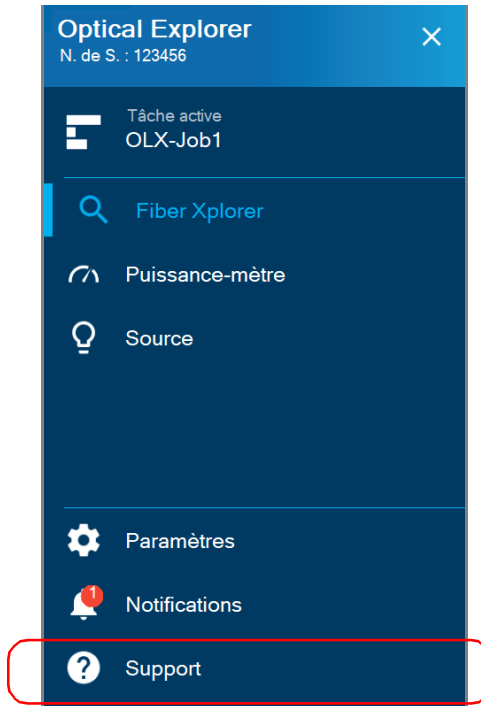 Optical Explorer
N. de S. : 123456
Tâche active
OLX-Job1
Fiber Xplorer
Puissance-mètre
Source
Paramètres
1
Notifications
?
Support